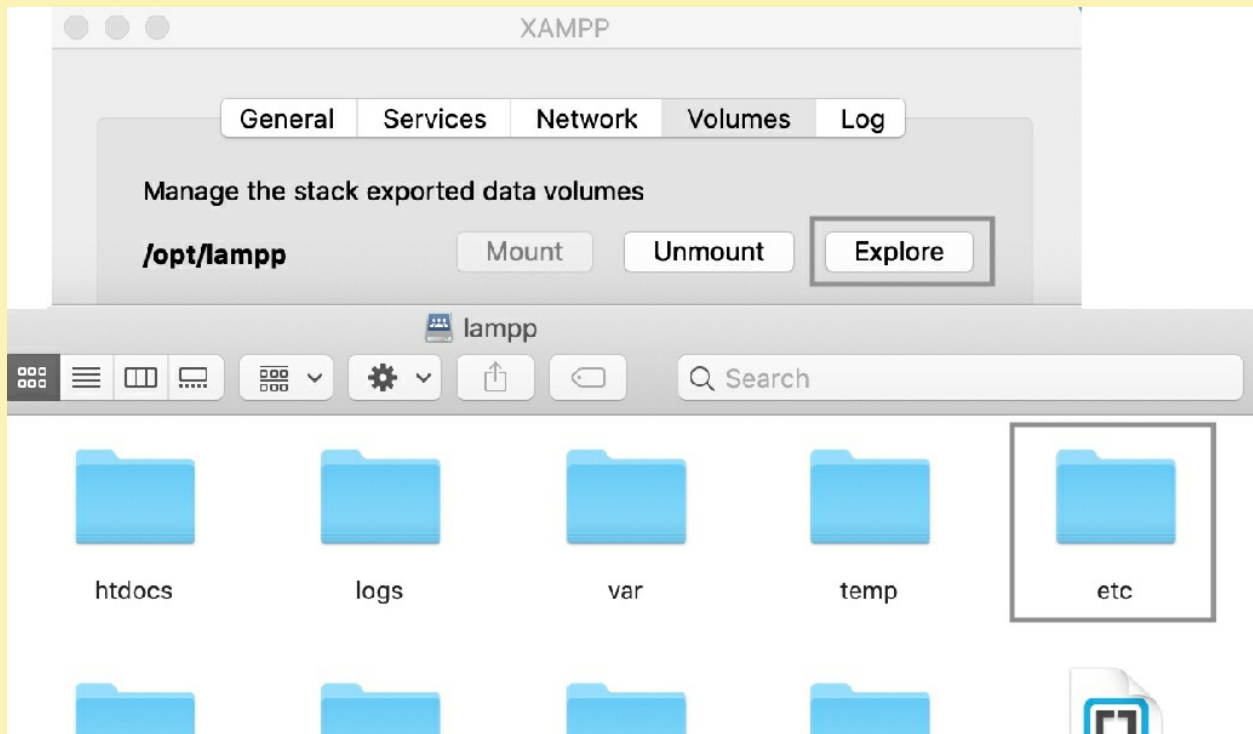 XAMPP
General Services Network Volumes Log
Manage the stack exported data volumes
/opt/lampp Mount Unmount Explore
lampp
Search
htdocs logs var temp etc